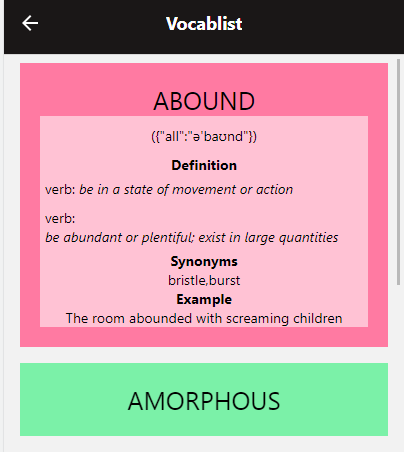 Vocablist
ABOUND
({"all":"ə'baʊnd"})
Definition
verb: be in a state of movement or action
verb:
be abundant or plentiful; exist in large quantities
Synonyms
bristle,burst
Example
The room abounded with screaming children
AMORPHOUS